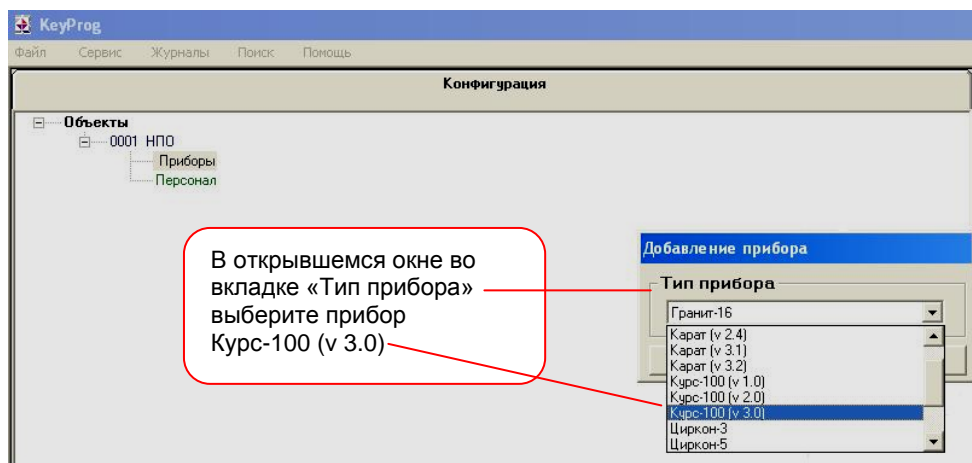 KeyProg
Файл Сервис Журналы Поиск Помощь
Конфигурация
Объекты
0001 НПО
Приборы
Персонал
В открывшемся окне во
вкладке «Тип прибора»
выберите прибор
Курс-100 (v 3.0)
Добавление прибора
Тип прибора
Гранит-16
Карат (v 2.4)
Карат (v 3.1)
Карат (v 3.2)
Курс-100 (v 1.0)
Курс-100 (v 2.0)
Курс-100 (v 3.0)
Циркон-3
Циркон-5